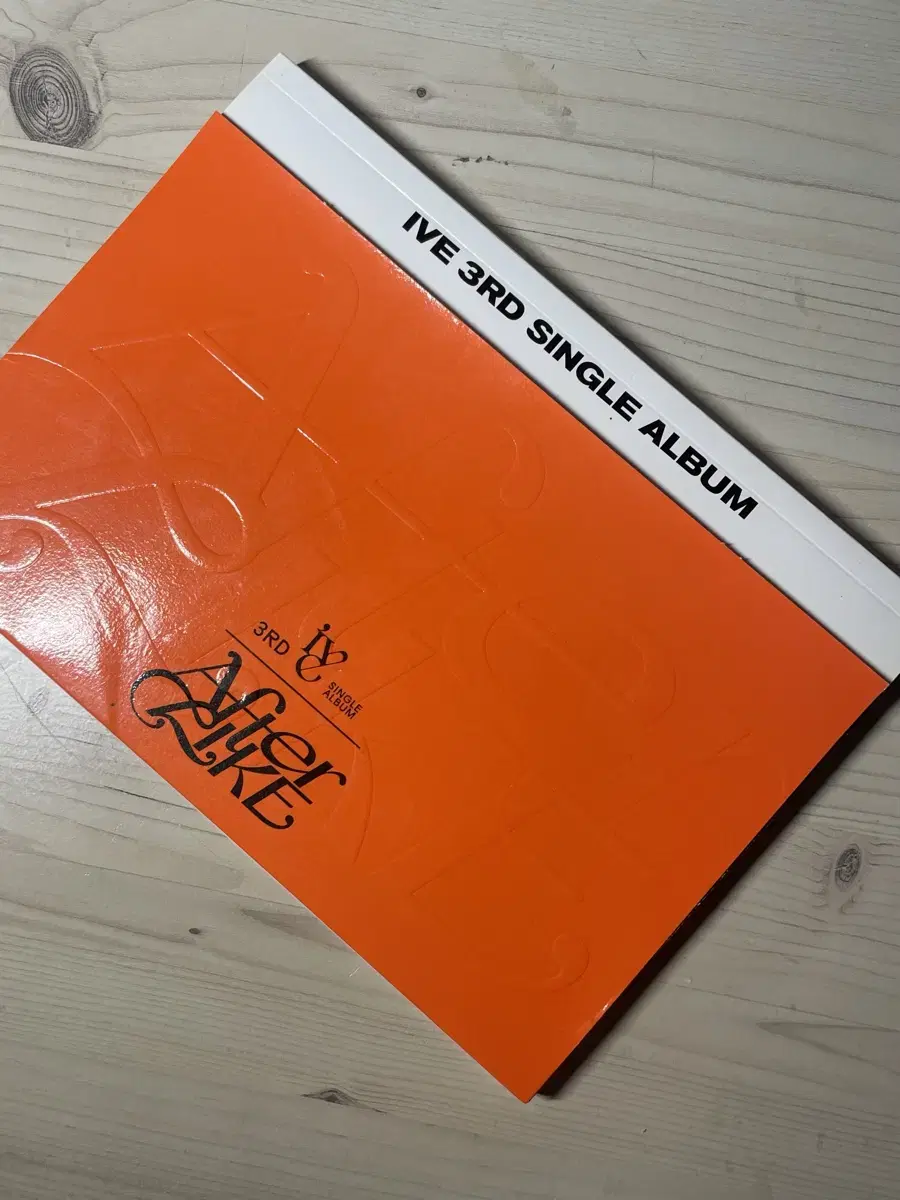 IVE 3RD SINGLE ALBUM
3RD
IVE
SINGLE
ALBUM
After
LIKE